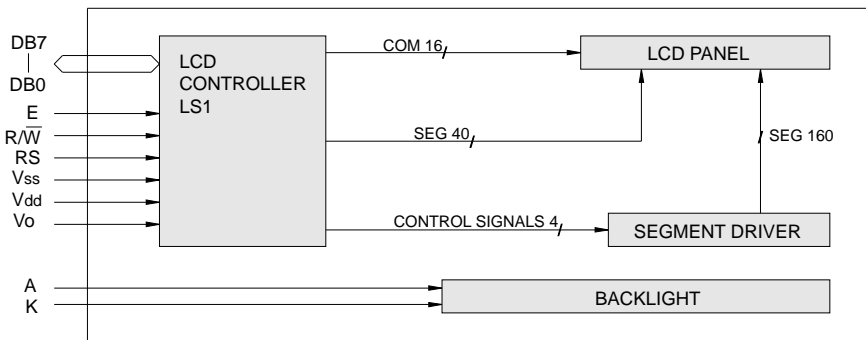 DB7
DB0
E
R/W̅
RS
Vss
Vdd
Vo
A
K
LCD
CONTROLLER
LS1
COM 16
SEG 40
CONTROL SIGNALS 4
LCD PANEL
SEG 160
SEGMENT DRIVER
BACKLIGHT